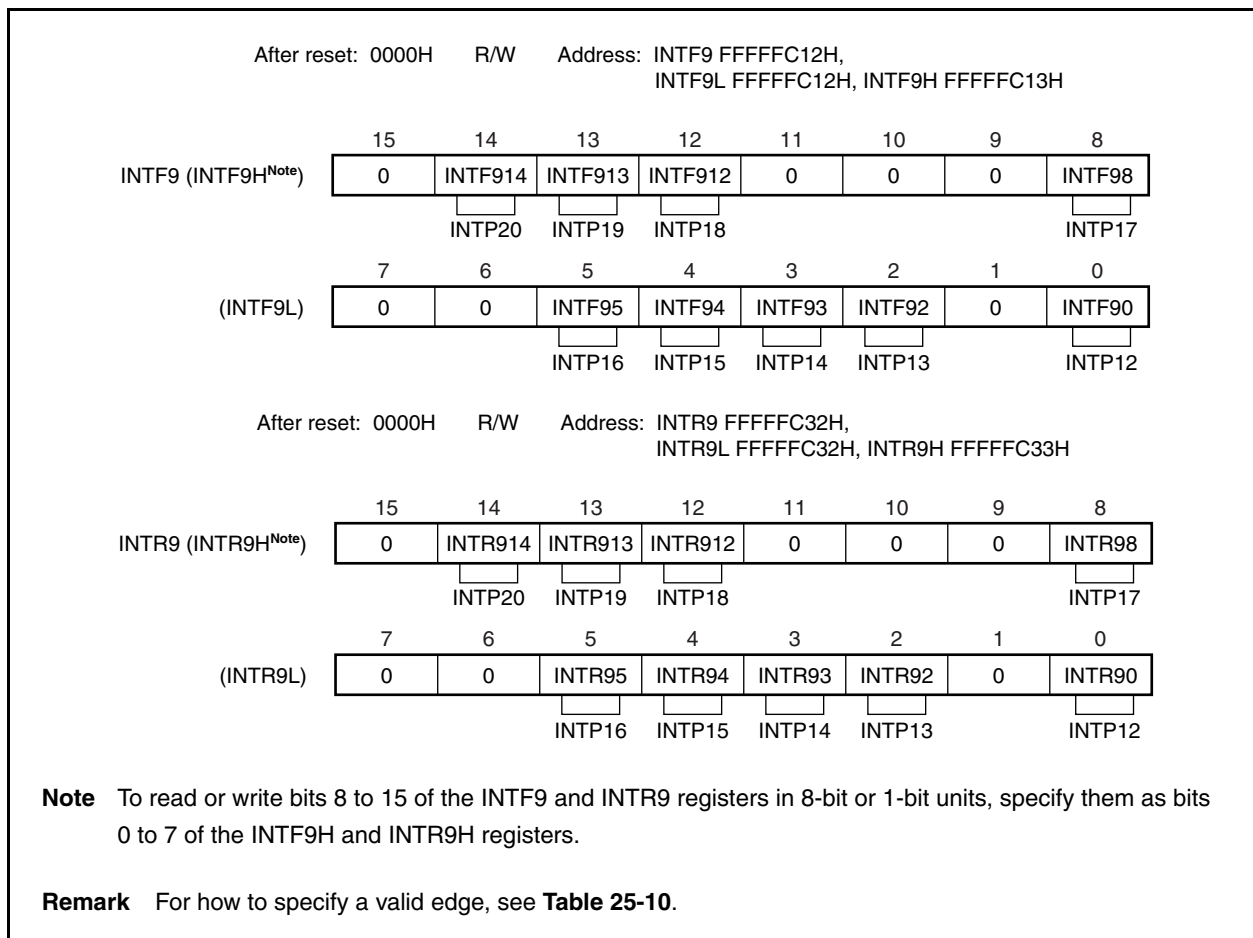 After reset: 0000H R/W Address: INTF9 FFFFFC12H,
INTF9L FFFFFC12H, INTF9H FFFFFC13H
15 14 13 12 11 10 9 8
INTF9 (INTF9HNote) 0 INTF914 INTF913 INTF912 0 0 0 INTF98
INTP20 INTP19 INTP18 INTP17
7 6 5 4 3 2 1 0
(INTF9L) 0 0 INTF95 INTF94 INTF93 INTF92 0 INTF90
INTP16 INTP15 INTP14 INTP13 INTP12
After reset: 0000H R/W Address: INTR9 FFFFFC32H,
INTR9L FFFFFC32H, INTR9H FFFFFC33H
15 14 13 12 11 10 9 8
INTR9 (INTR9HNote) 0 INTR914 INTR913 INTR912 0 0 0 INTR98
INTP20 INTP19 INTP18 INTP17
7 6 5 4 3 2 1 0
(INTR9L) 0 0 INTR95 INTR94 INTR93 INTR92 0 INTR90
INTP16 INTP15 INTP14 INTP13 INTP12
Note To read or write bits 8 to 15 of the INTF9 and INTR9 registers in 8-bit or 1-bit units, specify them as bits
0 to 7 of the INTF9H and INTR9H registers.
Remark For how to specify a valid edge, see Table 25-10.